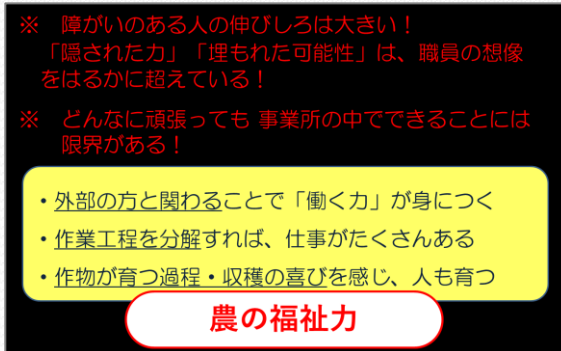 ※　障がいのある人の伸びしろは大きい！
「隠された力」「埋もれた可能性」は、職員の想像
をはるかに超えている！
※　どんなに頑張っても 事業所の中でできることには
限界がある！
・外部の方と関わることで「働く力」が身につく
・作業工程を分解すれば、仕事がたくさんある
・作物が育つ過程・収穫の喜びを感じ、人も育つ
農の福祉力